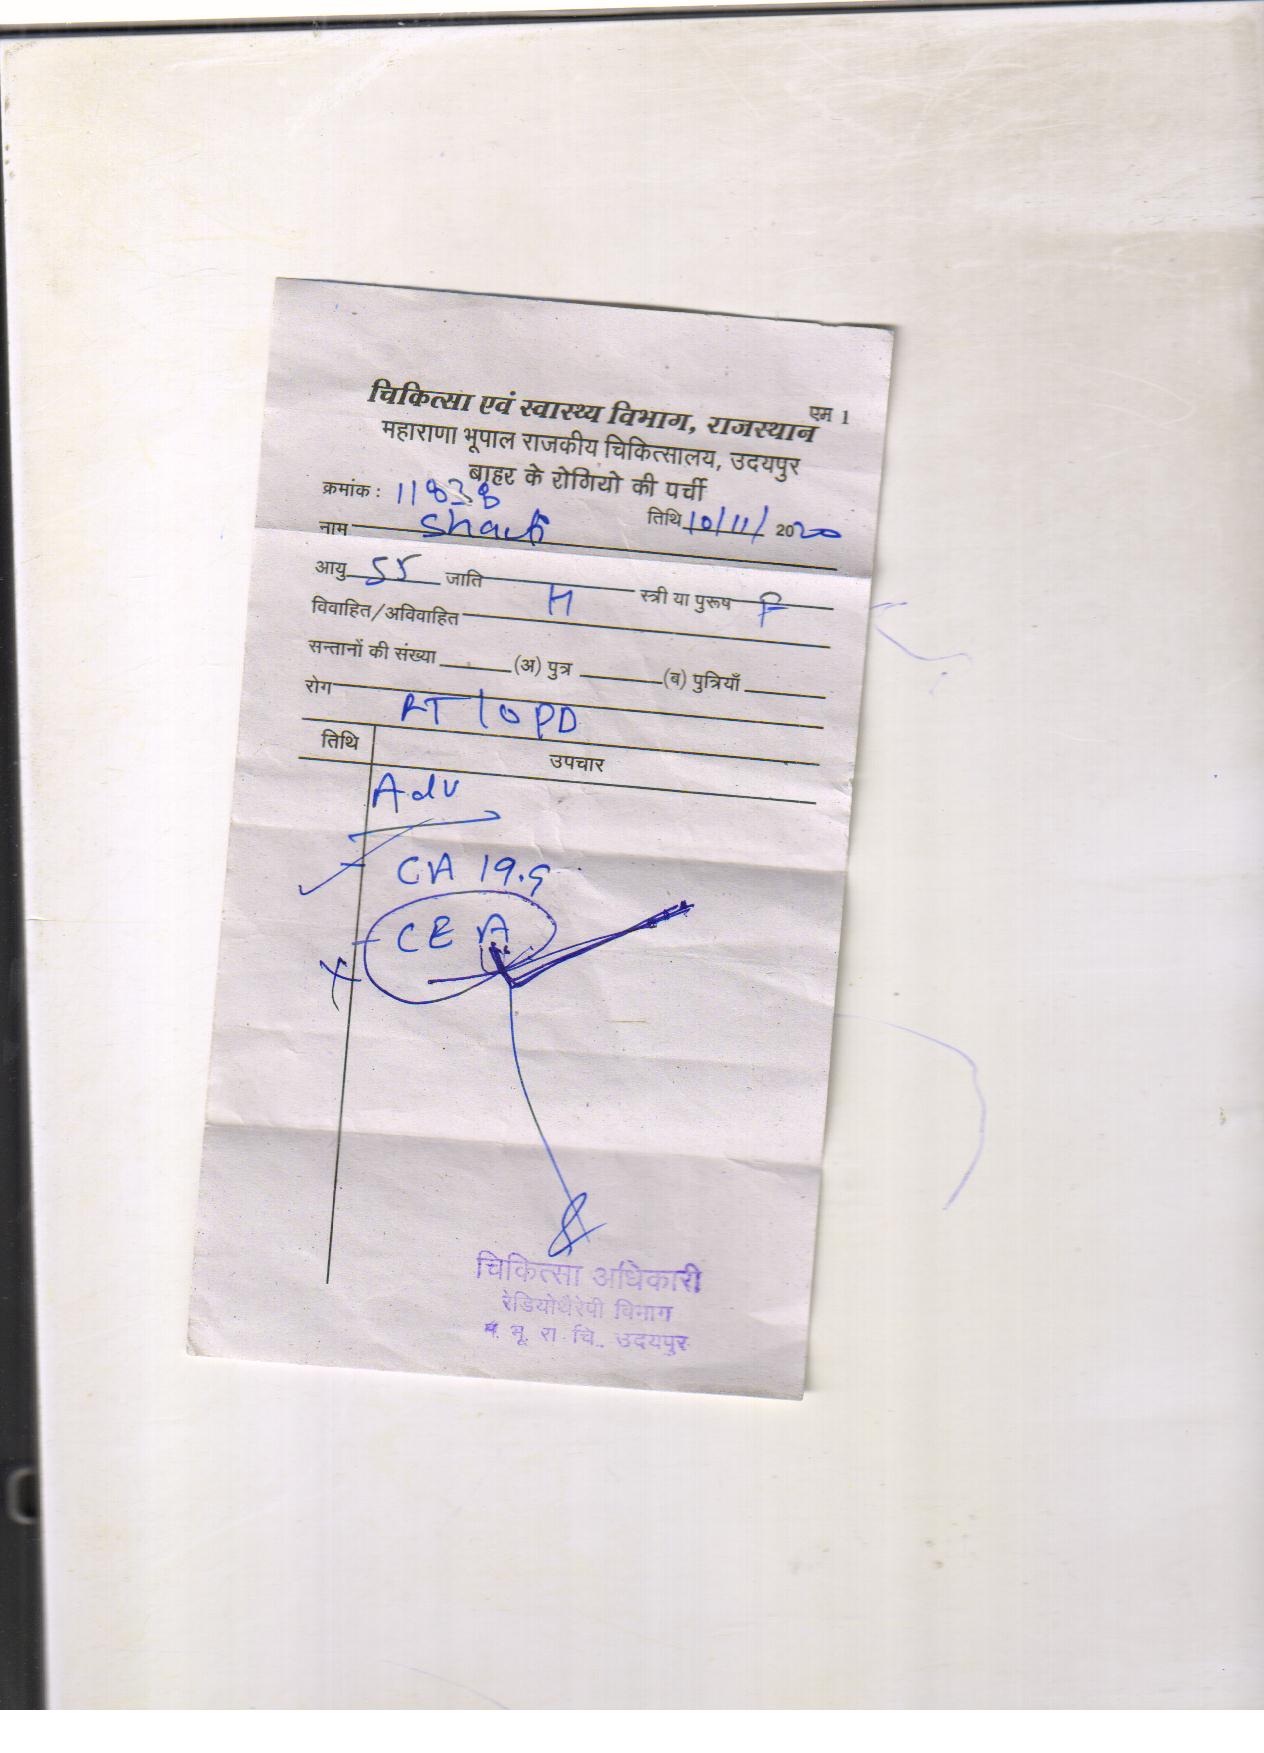 एम 1
चिकित्सा एवं स्वास्थ्य विभाग, राजस्थान
महाराणा भूपाल राजकीय चिकित्सालय, उदयपुर
बाहर के रोगियो की पर्ची
क्रमांक : 11838
तिथि 10/11/ 2020
नाम
आयु 55 जाति H स्त्री या पुरूष F
विवाहित/अविवाहित
सन्तानों की संख्या (अ) पुत्र (ब) पुत्रियाँ
रोग RT / OPD
तिथि उपचार
Adv
CA 19.9
CEA
चिकित्सा अधिकारी
रेडियोथैरेपी विभाग
म. भू. रा. चि. उदयपुर